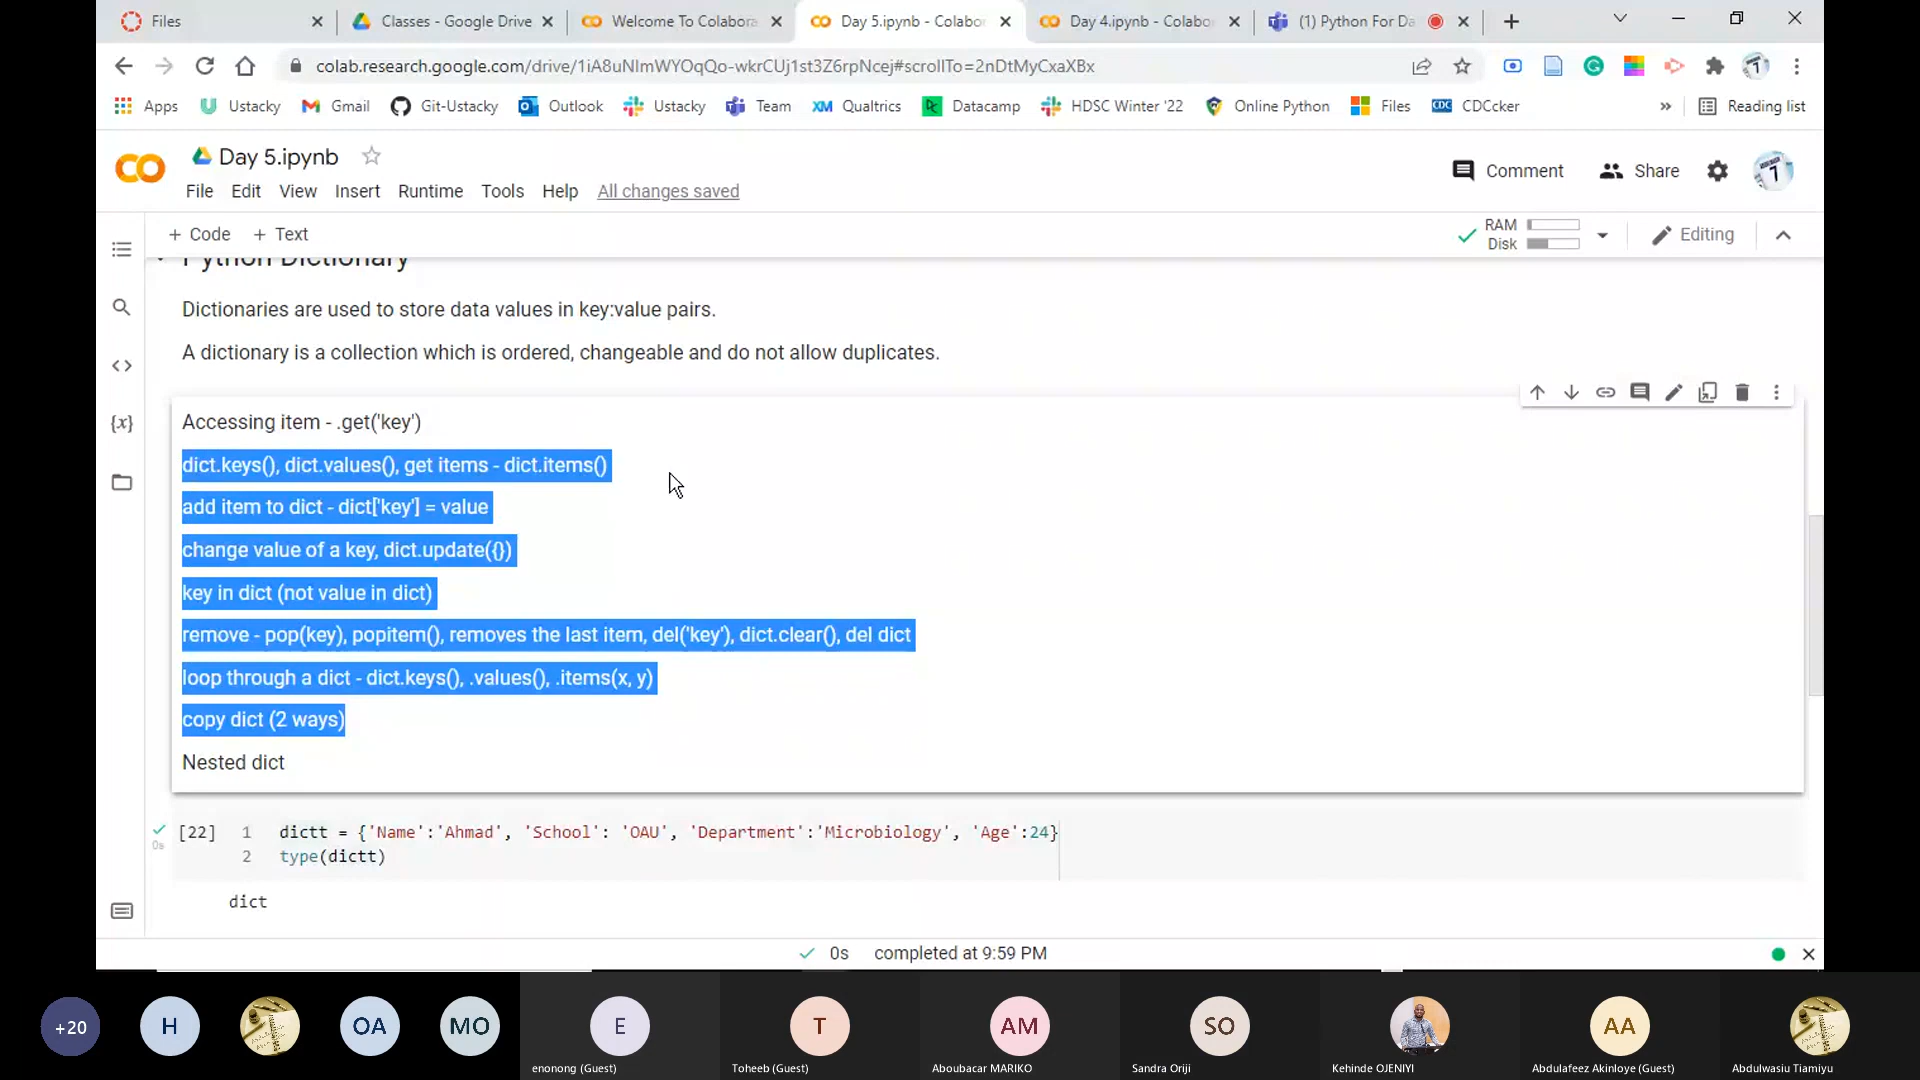 Files
Classes - Google Drive
Welcome To Colabora
Day 5.ipynb - Colabo
Day 4.ipynb - Colabo
(1) Python For Da
colab.research.google.com/drive/1iA8uNlmWYOqQo-wkrCUj1st3Z6rpNcej#scrollTo=2nDtMyCxaXBx
Apps
Ustacky
Gmail
Git-Ustacky
Outlook
Ustacky
Team
XM Qualtrics
Datacamp
HDSC Winter '22
Online Python
Files
CDC CDCcker
»
Reading list
CO
Day 5.ipynb
File Edit View Insert Runtime Tools Help All changes saved
Comment
Share
+ Code + Text
RAM
Disk
Editing
Python Dictionary
Dictionaries are used to store data values in key:value pairs.
A dictionary is a collection which is ordered, changeable and do not allow duplicates.
Accessing item - .get('key')
dict.keys(), dict.values(), get items - dict.items()
add item to dict - dict['key'] = value
change value of a key, dict.update({})
key in dict (not value in dict)
remove - pop(key), popitem(), removes the last item, del('key'), dict.clear(), del dict
loop through a dict - dict.keys(), .values(), .items(x, y)
copy dict (2 ways)
Nested dict
[22] 1 dictt = {'Name':'Ahmad', 'School': 'OAU', 'Department':'Microbiology', 'Age':24}
0s 2 type(dictt)
dict
0s completed at 9:59 PM
+20
H
OA
MO
E
T
AM
SO
AA
enonong (Guest)
Toheeb (Guest)
Aboubacar MARIKO
Sandra Oriji
Kehinde OJENIYI
Abdulafeez Akinloye (Guest)
Abdulwasiu Tiamiyu